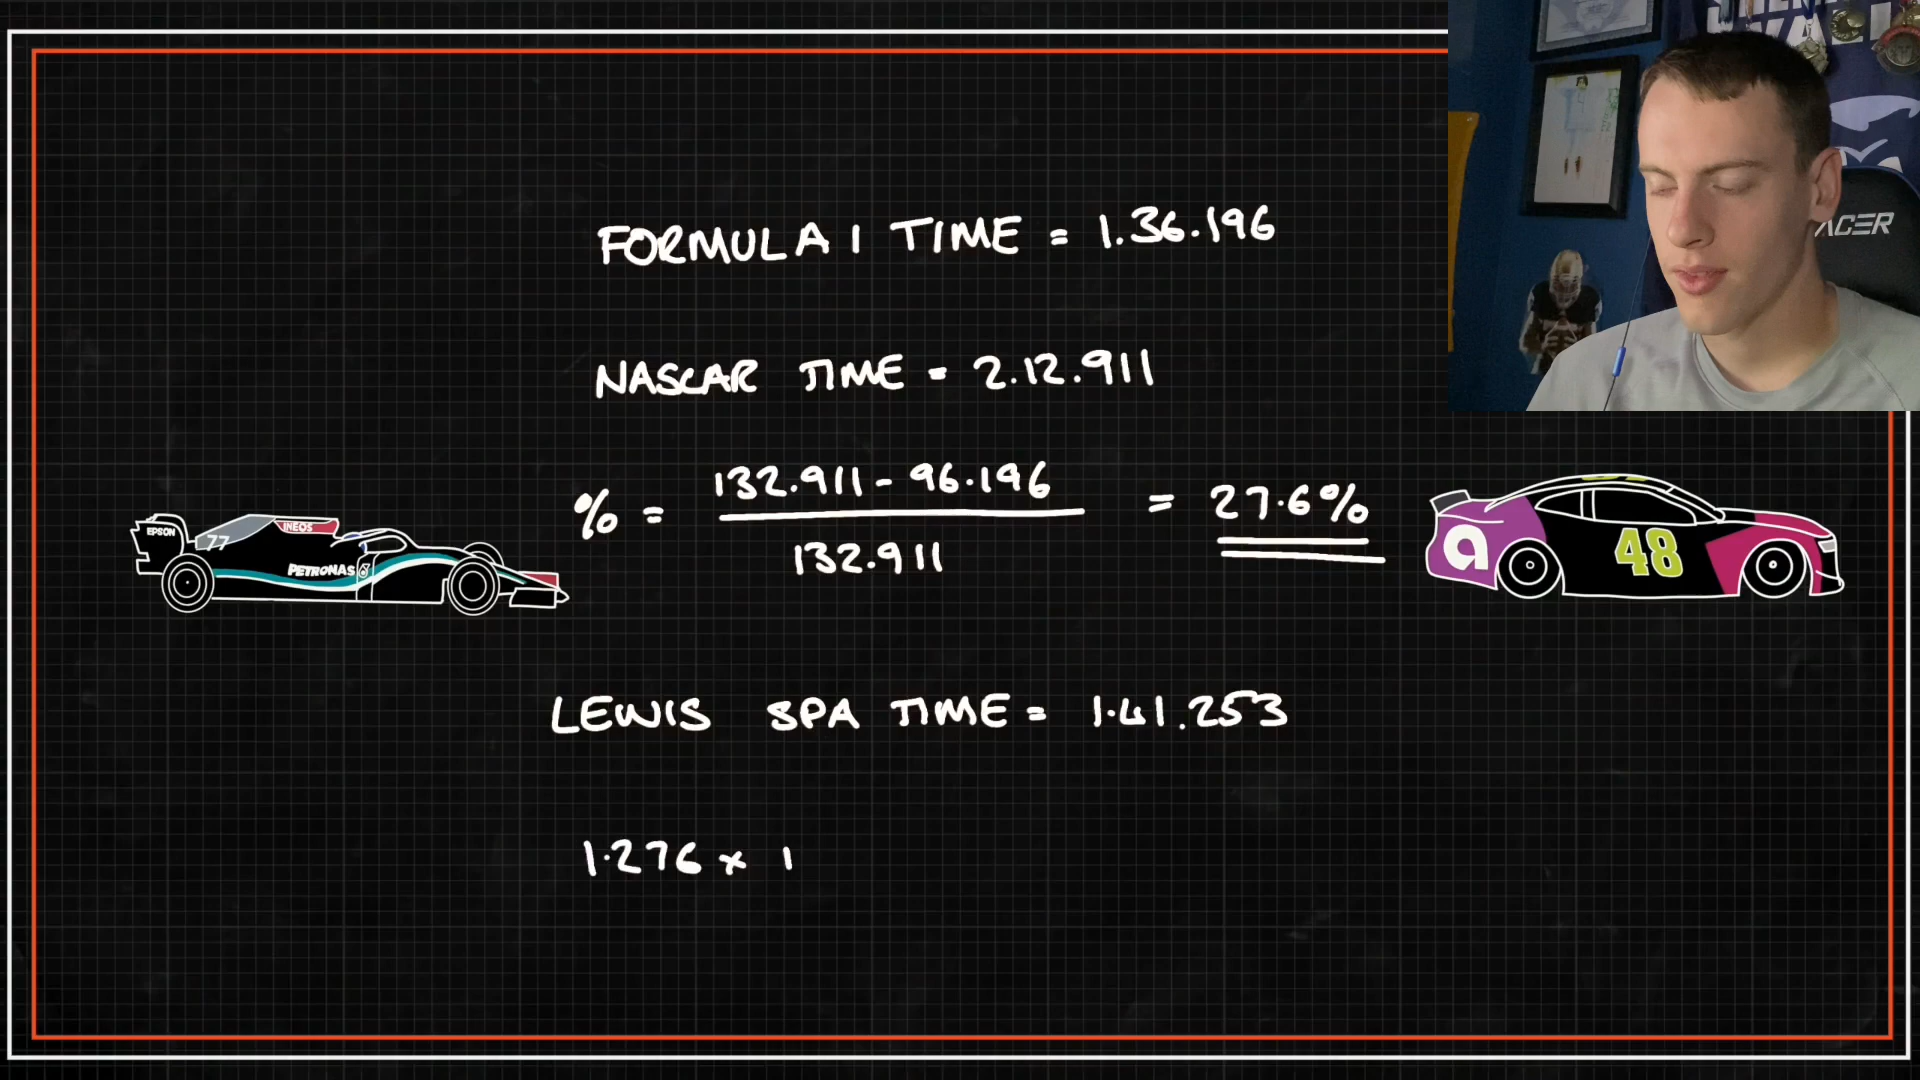 FORMULA 1 TIME = 1.36.196
NASCAR TIME = 2.12.911
132.911 - 96.196
% = = 27.6%
132.911
EPSON
77
INEOS
PETRONAS
a
48
LEWIS SPA TIME = 1.41.253
1.276 x 1
ACER